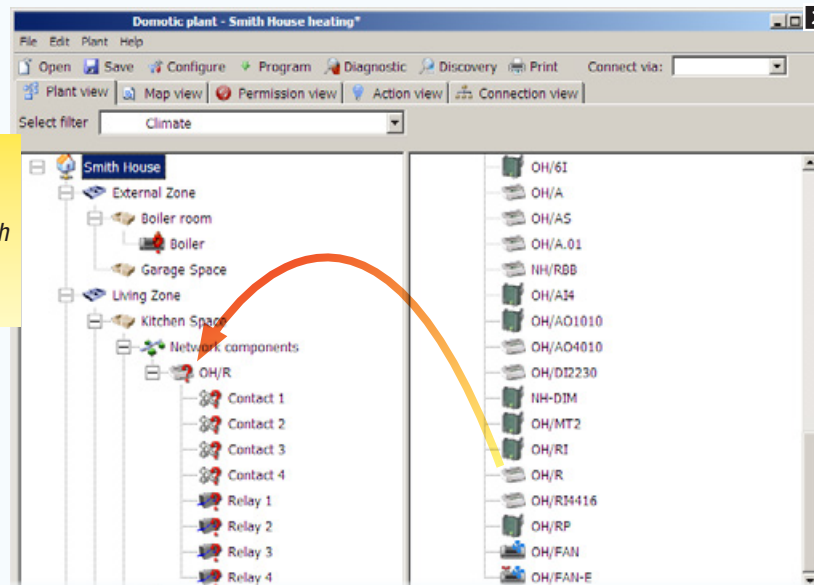 Domotic plant - Smith House heating*
File Edit Plant Help
Open Save Configure Program Diagnostic Discovery Print Connect via:
Plant view Map view Permission view Action view Connection view
Select filter Climate
Smith House
External Zone
Boiler room
Boiler
Garage Space
Living Zone
Kitchen Space
Network components
OH/R
Contact 1
Contact 2
Contact 3
Contact 4
Relay 1
Relay 2
Relay 3
Relay 4
OH/6I
OH/A
OH/AS
OH/A.01
NH/RBB
OH/AI4
OH/AO1010
OH/AO4010
OH/DI2230
NH-DIM
OH/MT2
OH/RI
OH/R
OH/RI4416
OH/RP
OH/FAN
OH/FAN-E